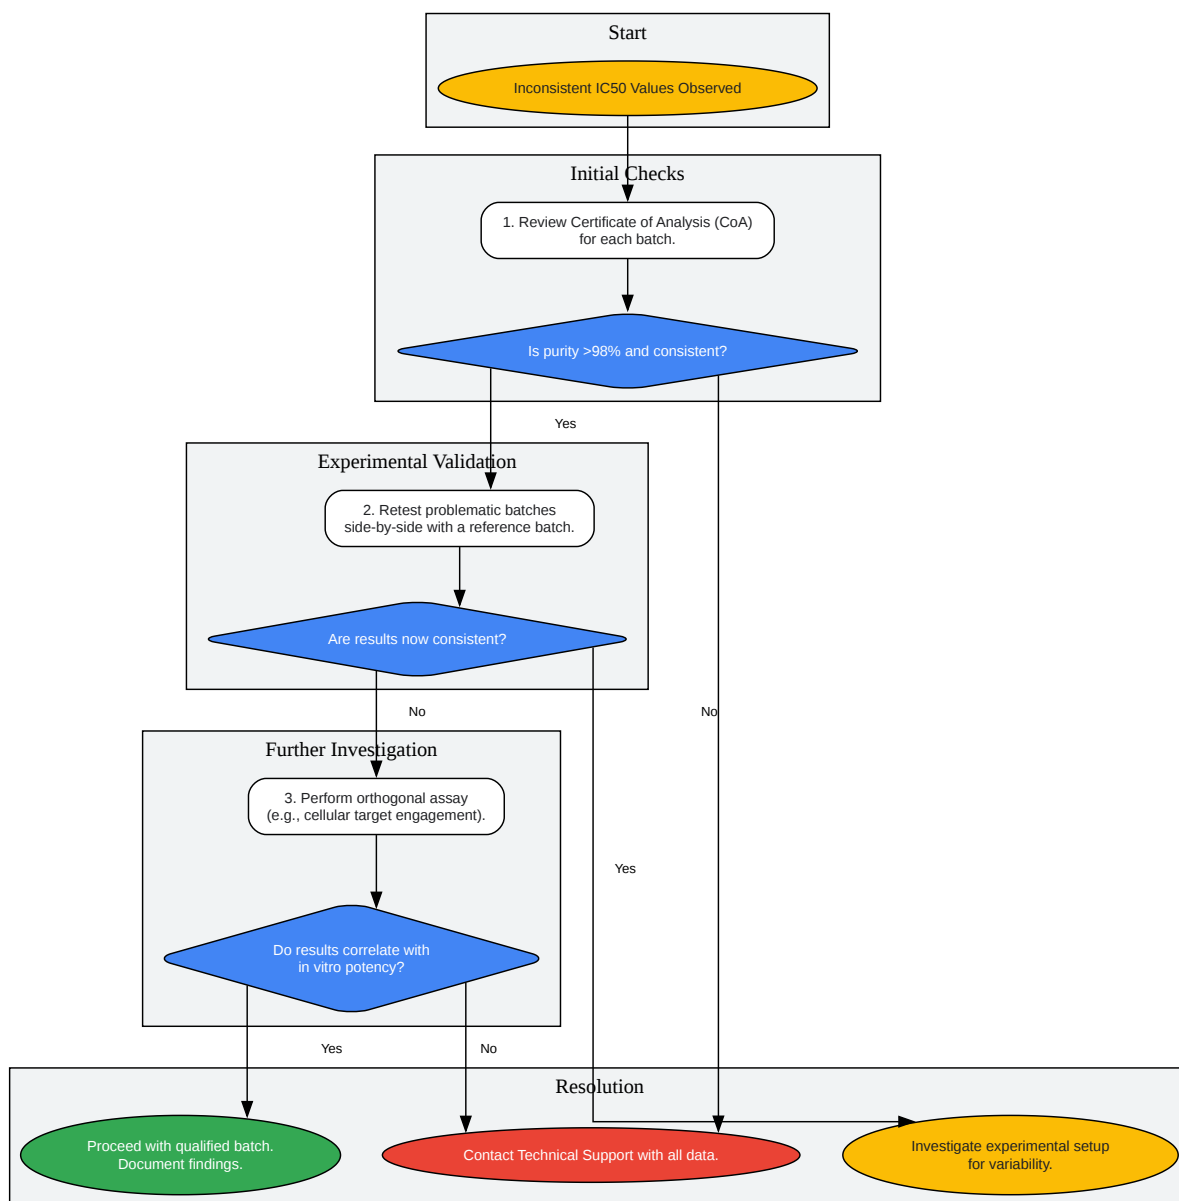 Start
Inconsistent IC50 Values Observed
Initial Checks
1. Review Certificate of Analysis (CoA)
for each batch.
Is purity >98% and consistent?
Yes
Experimental Validation
2. Retest problematic batches
side-by-side with a reference batch.
Are results now consistent?
No
No
Further Investigation
3. Perform orthogonal assay
(e.g., cellular target engagement).
Yes
Do results correlate with
in vitro potency?
Yes
No
Resolution
Proceed with qualified batch.
Document findings.
Contact Technical Support with all data.
Investigate experimental setup
for variability.